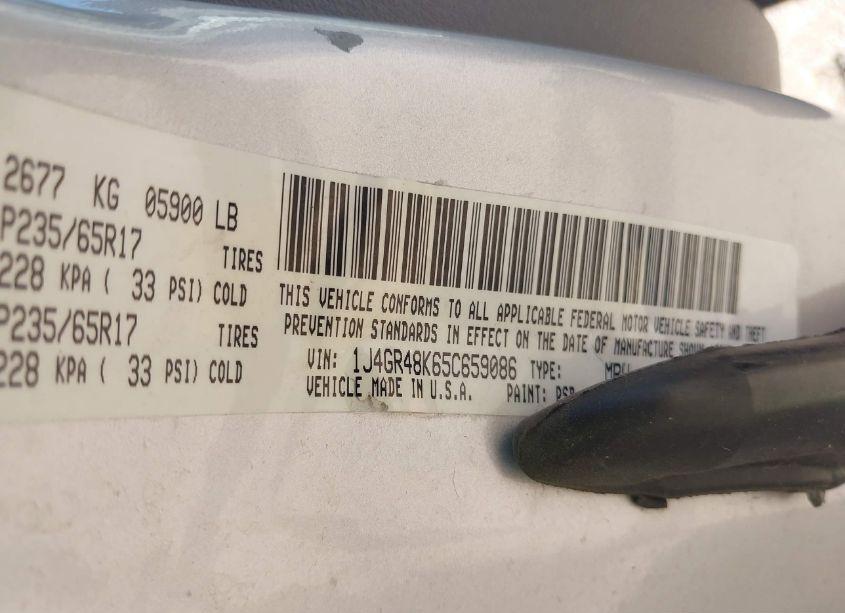 2677 KG 05900 LB
P235/65R17 TIRES
228 KPA ( 33 PSI) COLD
P235/65R17 TIRES
228 KPA ( 33 PSI) COLD
THIS VEHICLE CONFORMS TO ALL APPLICABLE FEDERAL MOTOR VEHICLE SAFETY AND THEFT
PREVENTION STANDARDS IN EFFECT ON THE DATE OF MANUFACTURE
VIN: 1J4GR48K65C659086 TYPE:
VEHICLE MADE IN U.S.A. PAINT: